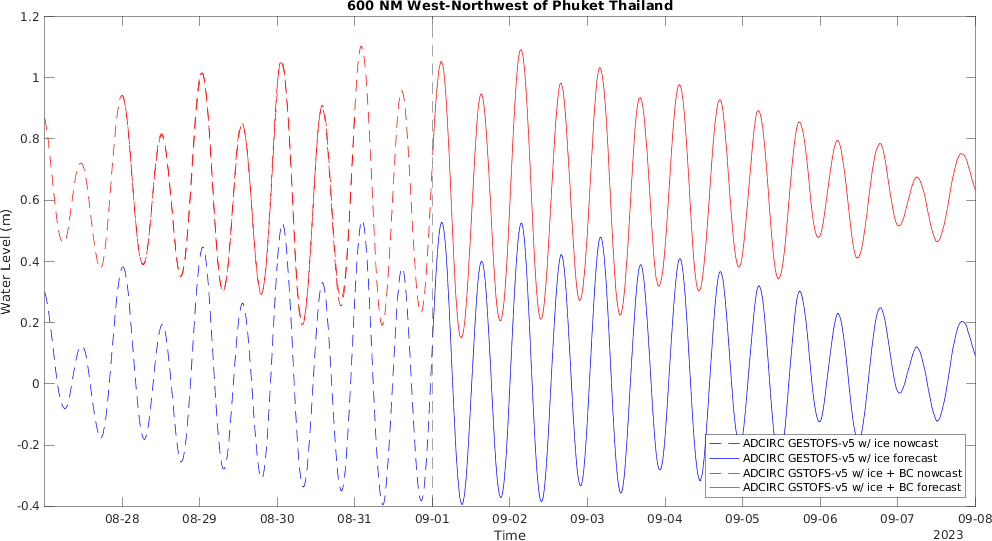 600 NM West-Northwest of Phuket Thailand
1.2
1
0.8
0.6
0.4
0.2
0
-0.2
-0.4
Water Level (m)
08-28 08-29 08-30 08-31 09-01 09-02 09-03 09-04 09-05 09-06 09-07 09-08
Time
2023
ADCIRC GESTOFS-v5 w/ ice nowcast
ADCIRC GESTOFS-v5 w/ ice forecast
ADCIRC GSTOFS-v5 w/ ice + BC nowcast
ADCIRC GSTOFS-v5 w/ ice + BC forecast